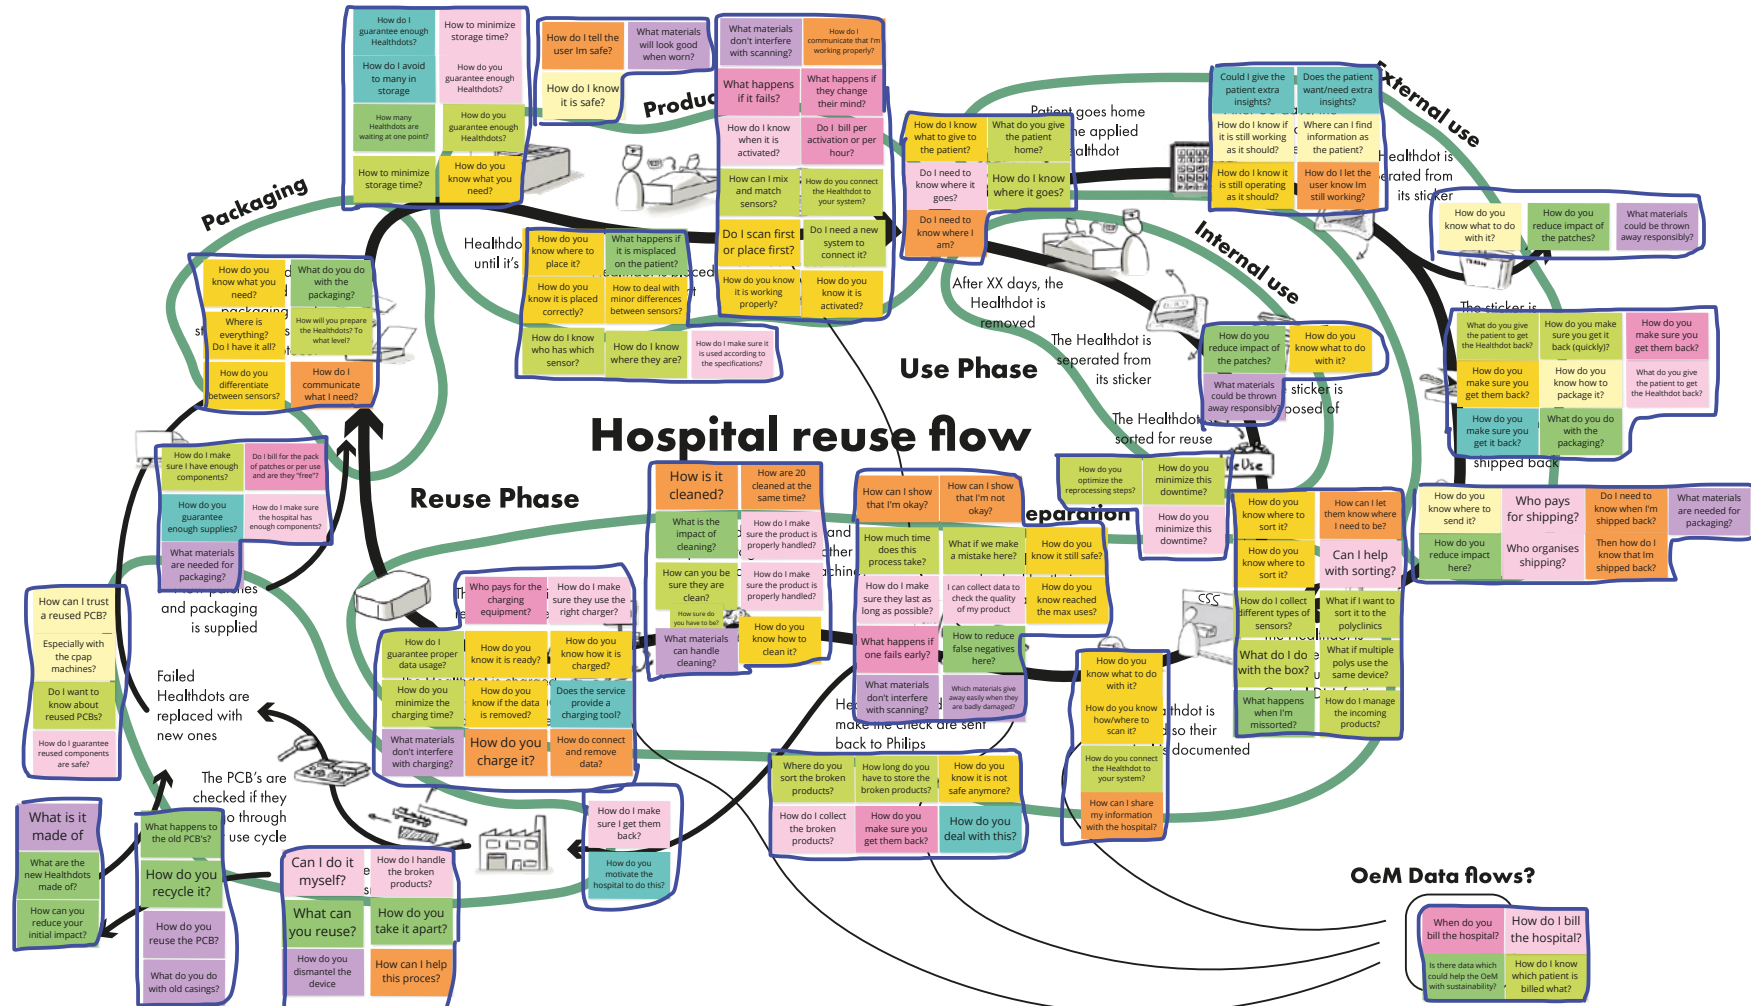 How do I
guarantee enough
Healthdots?
How to minimize
storage time?
How do I avoid
to many in
storage
How do you
guarantee enough
Healthdots?
How many
Healthdots are
waiting at one point?
How do you
guarantee enough
Healthdots?
How to minimize
storage time?
How do you
know what you
need?
How do I tell the
user Im safe?
What materials
will look good
when worn?
How do I know
it is safe?
Produc
What materials
don't interfere
with scanning?
How do I
communicate that I'm
working properly?
What happens
if it fails?
What happens if
they change
their mind?
How do I know
when it is
activated?
Do I bill per
activation or per
hour?
How can I mix
and match
sensors?
How do you connect
the Healthdot to
your system?
Do I scan first
or place first?
Do I need a new
system to
connect it?
How do you know
it is working
properly?
How do you
know it is
activated?
Patient goes home
e applied
ealthdot
How do I know
what to give to
the patient?
What do you give
the patient
home?
Do I need to
know where it
goes?
How do I know
where it goes?
Do I need to
know where I
am?
Could I give the
patient extra
insights?
Does the patient
want/need extra
insights?
How do I know if
it is still working
as it should?
Where can I find
information as
the patient?
How do I know it
is still operating
as it should?
How do I let the
user know Im
still working?
External use
Healthdot is
erated from
its sticker
How do you
know what to do
with it?
How do you
reduce impact of
the patches?
What materials
could be thrown
away responsibly?
Packaging
How do you
know what you
need?
What do you do
with the
packaging?
Where is
everything?
Do I have it all?
How will you prepare
the Healthdots? To
what level?
How do you
differentiate
between sensors?
How do I
communicate
what I need?
Healthdo
until it's
How do you
know where to
place it?
What happens if
it is misplaced
on the patient?
How do you
know it is placed
correctly?
How to deal with
minor differences
between sensors?
How do I know
who has which
sensor?
How do I know
where they are?
How do I make sure it
is used according to
the specifications?
After XX days, the
Healthdot is
removed
Internal use
The Healthdot is
seperated from
its sticker
Use Phase
How do you
reduce impact of
the patches?
How do you
know what to do
with it?
What materials
could be thrown
away responsibly?
sticker is
posed of
The sticker is
What do you give
the patient to get
the Healthdot back?
How do you make
sure you get it
back (quickly)?
How do you
make sure you
get them back?
How do you
make sure you
get them back?
How do you
know how to
package it?
What do you give
the patient to get
the Healthdot back?
How do you
make sure you
get it back?
What do you do
with the
packaging?
shipped back
Hospital reuse flow
The Healthdot is
sorted for reuse
ReUse
How do I make
sure I have enough
components?
Do I bill for the pack
of patches or per use
and are they "free"?
How do you
guarantee
enough supplies?
How do I make sure
the hospital has
enough components?
What materials
are needed for
packaging?
and packaging
is supplied
Reuse Phase
How is it
cleaned?
How are 20
cleaned at the
same time?
What is the
impact of
cleaning?
How do I make
sure the product is
properly handled?
How can you be
sure they are
clean?
How do I make
sure the product is
properly handled?
How sure do
you have to be?
What materials
can handle
cleaning?
How do you
know how to
clean it?
How can I show
that I'm okay?
How can I show
that I'm not
okay?
eparation
How much time
does this
process take?
What if we make
a mistake here?
How do you
know it still safe?
How do I make
sure they last as
long as possible?
I can collect data to
check the quality
of my product
How do you
know reached
the max uses?
What happens if
one fails early?
How to reduce
false negatives
here?
What materials
don't interfere
with scanning?
Which materials give
away easily when they
are badly damaged?
make the check are sent
back to Philips
How do you
optimize the
reprocessing steps?
How do you
minimize this
downtime?
How do you
minimize this
downtime?
How do you
know where to
sort it?
How can I let
them know where
I need to be?
How do you
know where to
sort it?
Can I help
with sorting?
How do I collect
different types of
sensors?
What if I want to
sort it to the
polyclinics
What do I do
with the box?
What if multiple
polys use the
same device?
What happens
when I'm
missorted?
How do I manage
the incoming
products?
How do you
know where to
send it?
Who pays
for shipping?
Do I need to
know when I'm
shipped back?
What materials
are needed for
packaging?
How do you
reduce impact
here?
Who organises
shipping?
Then how do I
know that Im
shipped back?
CSS
How can I trust
a reused PCB?
Especially with
the cpap
machines?
Do I want to
know about
reused PCBs?
How do I guarantee
reused components
are safe?
Failed
Healthdots are
replaced with
new ones
Who pays for the
charging
equipment?
How do I make
sure they use the
right charger?
How do I
guarantee proper
data usage?
How do you
know it is ready?
How do you
know how it is
charged?
How do you
minimize the
charging time?
How do you
know if the data
is removed?
Does the service
provide a
charging tool?
What materials
don't interfere
with charging?
How do you
charge it?
How do connect
and remove
data?
How do you
know what to do
with it?
How do you know
how/where to
scan it?
How do you connect
the Healthdot to
your system?
How can I share
my information
with the hospital?
althdot is
d so their
is documented
Where do you
sort the broken
products?
How long do you
have to store the
broken products?
How do you
know it is not
safe anymore?
How do I collect
the broken
products?
How do you
make sure you
get them back?
How do you
deal with this?
The PCB's are
checked if they
go through
use cycle
What is it
made of
What are the
new Healthdots
made of?
How can you
reduce your
initial impact?
What happens to
the old PCB's?
How do you
recycle it?
How do you
reuse the PCB?
What do you do
with old casings?
Can I do it
myself?
How do I handle
the broken
products?
What can
you reuse?
How do you
take it apart?
How do you
dismantel the
device
How can I help
this proces?
How do I make
sure I get them
back?
How do you
motivate the
hospital to do this?
OeM Data flows?
When do you
bill the hospital?
How do I bill
the hospital?
Is there data which
could help the OeM
with sustainability?
How do I know
which patient is
billed what?